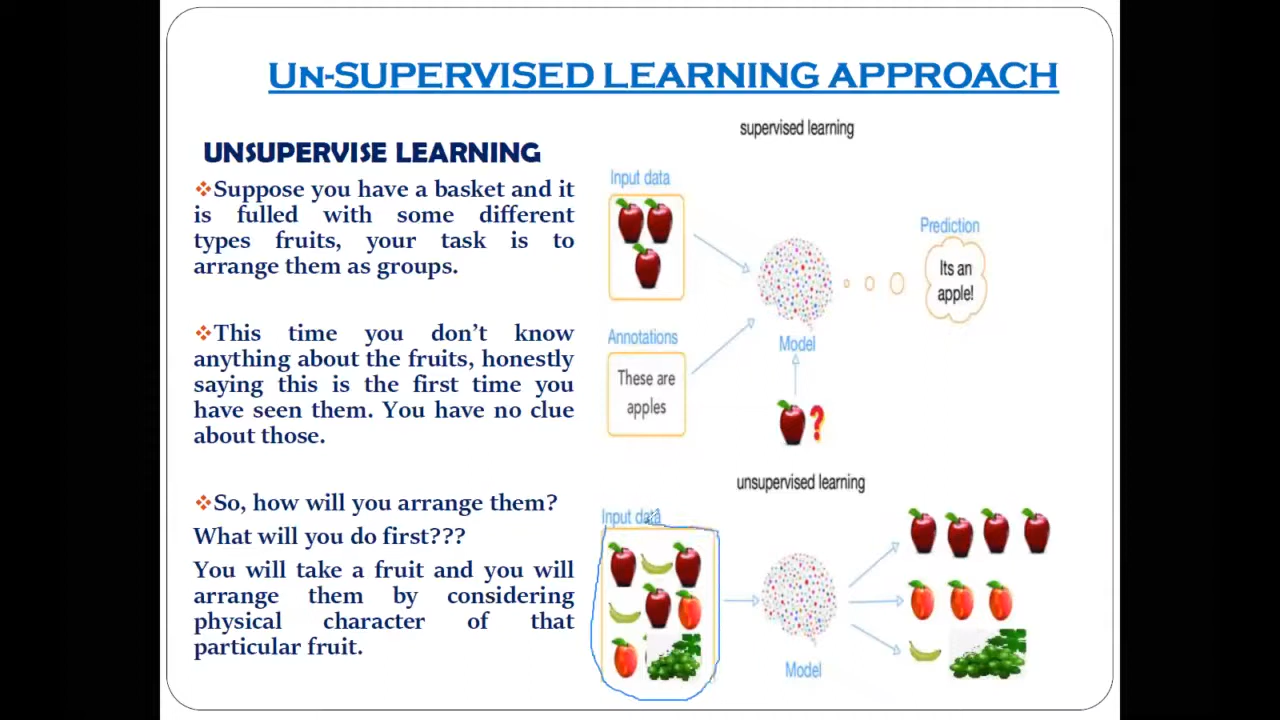 Un-SUPERVISED LEARNING APPROACH
UNSUPERVISE LEARNING
❖Suppose you have a basket and it
is fulled with some different
types fruits, your task is to
arrange them as groups.
❖This time you don't know
anything about the fruits, honestly
saying this is the first time you
have seen them. You have no clue
about those.
❖So, how will you arrange them?
What will you do first???
You will take a fruit and you will
arrange them by considering
physical character of that
particular fruit.
supervised learning
Input data
Prediction
Its an
apple!
Annotations
These are
apples
Model
?
unsupervised learning
Input data
Model